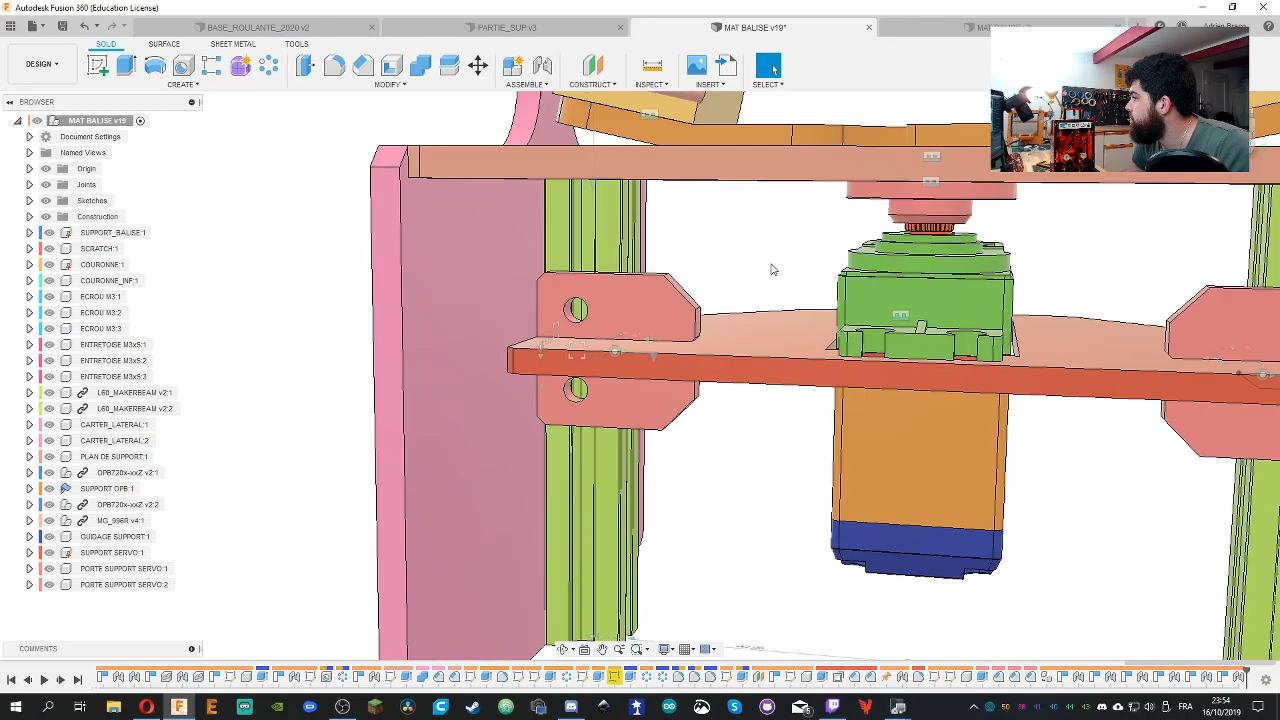 Autodesk Fusion 360 (Education License)
BASE_ROULANTE_2020 v2
PARTIE_SUP v3
MAT BALISE v19*
SOLID
SURFACE
SHEET METAL
TOOLS
DESIGN
CREATE
MODIFY
ASSEMBLE
CONSTRUCT
INSPECT
INSERT
SELECT
BROWSER
MAT BALISE v19
Document Settings
Named Views
Origin
Joints
Sketches
Construction
SUPPORT_BALISE:1
SCRATCH:1
COURONNE:1
COURONNE_INF:1
ECROU M3:1
ECROU M3:2
ECROU M3:3
ENTRETOISE M3x5:1
ENTRETOISE M3x5:2
ENTRETOISE M3x5:3
L60_MAKERBEAM v2:1
L60_MAKERBEAM v2:2
CARTER_LATERAL:1
CARTER_LATERAL:2
PLAN DE SUPPORT:1
OPB720x-xxZ v2:1
SUPPORT OPB:1
OPB720x-xxZ v2:2
MG_996R v4:1
GUIDAGE SUPPORT:1
SUPPORT SERVO:1
PORTE SUPPORT SERVO:1
PORTE SUPPORT SERVO:2
COMMENTS
50 38 41 40 39
FRA
23:54
16/10/2019